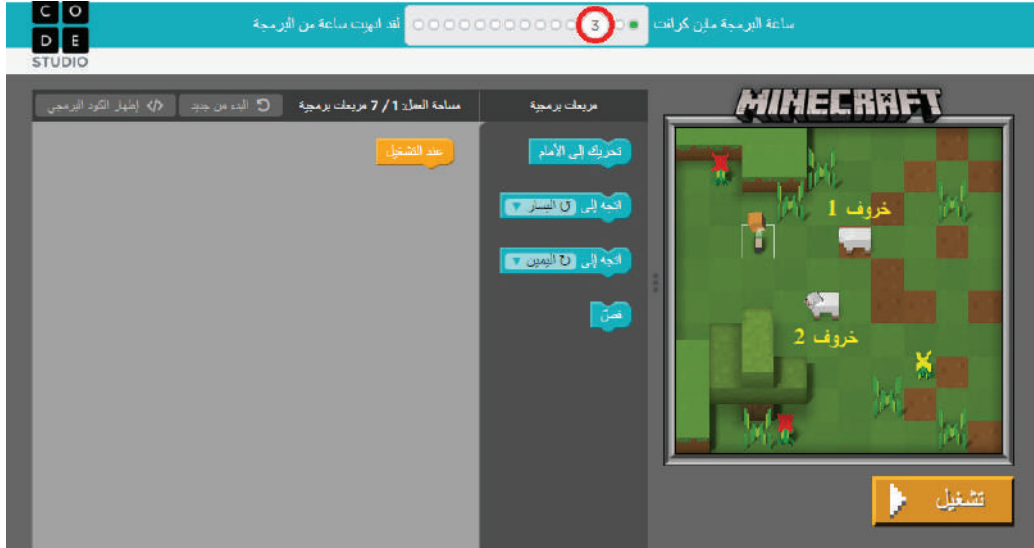 CODE
STUDIO
ساعة البرمجة ماين كرافت
3
لقد انهيت ساعة من البرمجة
MINECRAFT
مربعات برمجية
مساحة العمل: 1 / 7 مربعات برمجية
البدء من جديد
</> إظهار الكود البرمجي
عند التشغيل
تحريك إلى الأمام
اتجه إلى ↺ اليسار ▼
اتجه إلى ↻ اليمين ▼
قصّ
خروف 1
خروف 2
تشغيل